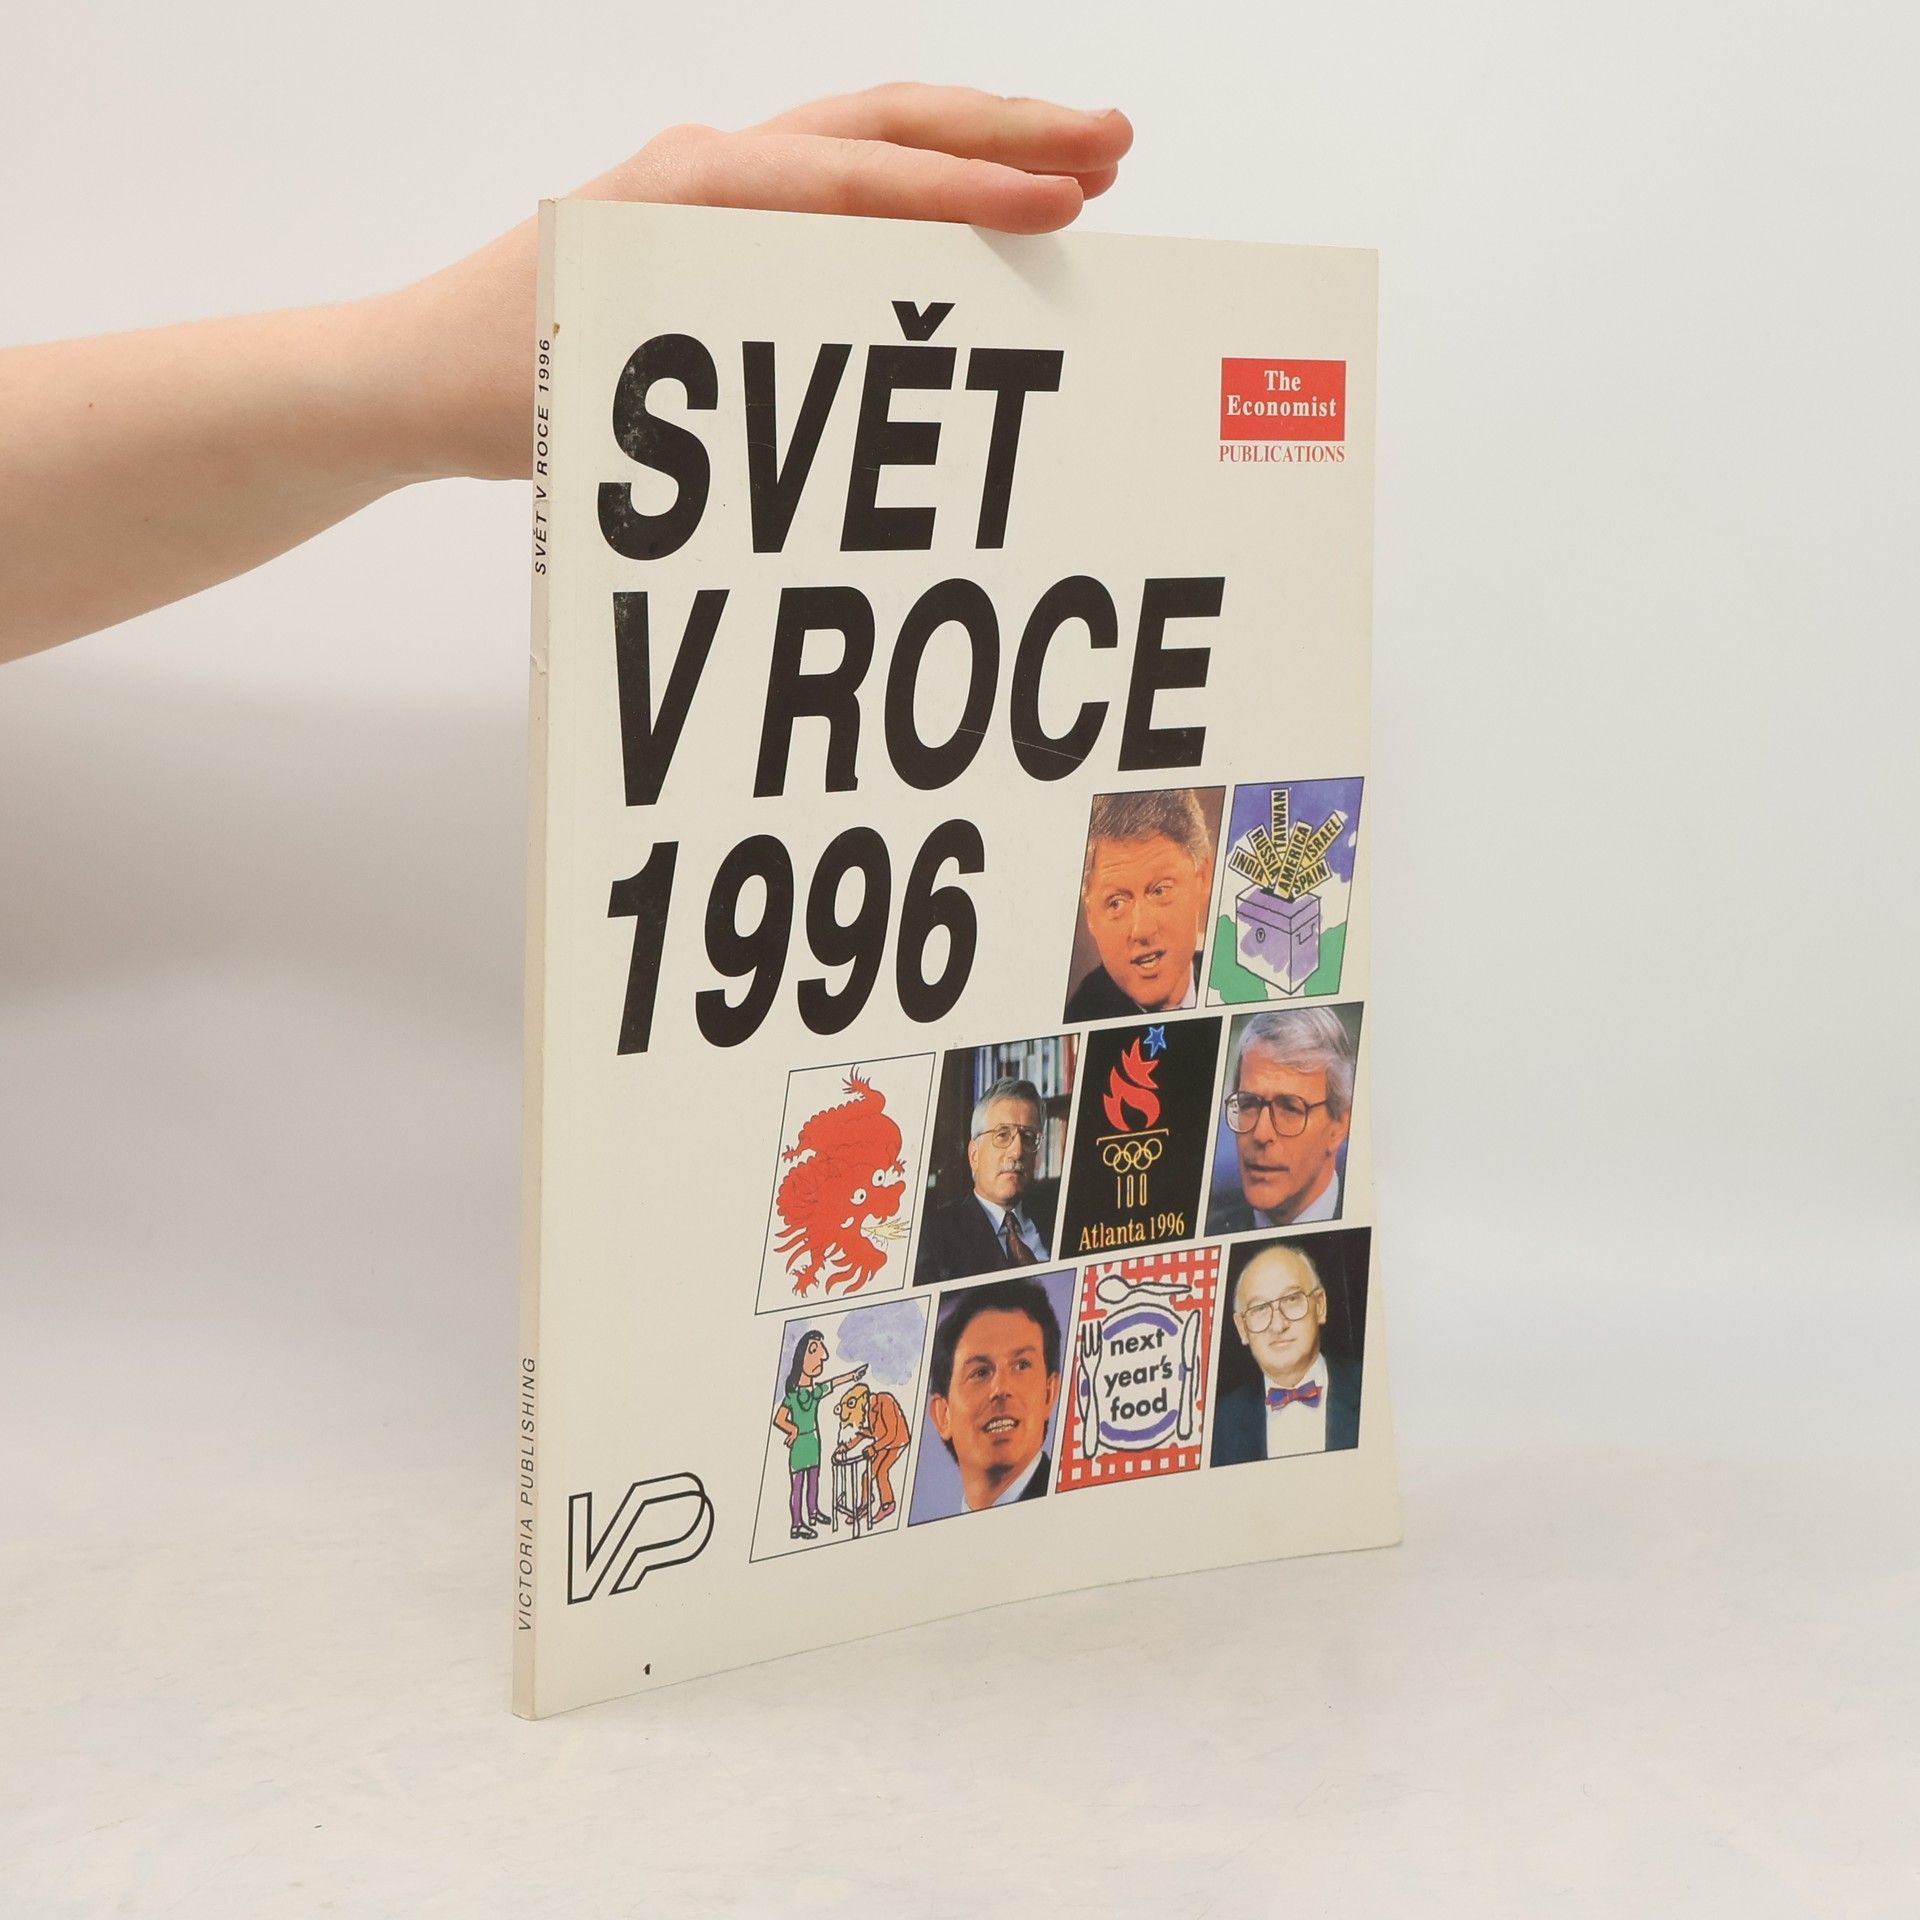 SVĚT
V ROCE
1996
The
Economist
PUBLICATIONS
INDIA
RUSSIA
TAIWAN
AMERICA
ISRAEL
SPAIN
100
Atlanta 1996
next
year's
food
VP
SVĚT V ROCE 1996
VICTORIA PUBLISHING